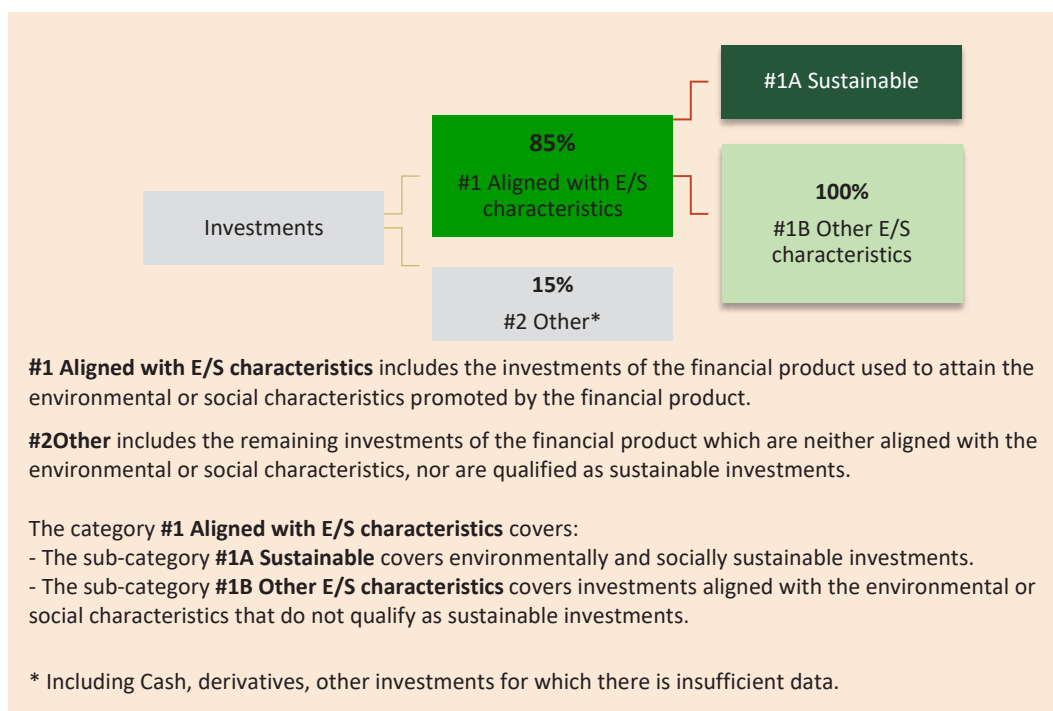 #1A Sustainable
85%
#1 Aligned with E/S
characteristics
100%
#1B Other E/S
characteristics
Investments
15%
#2 Other*
#1 Aligned with E/S characteristics includes the investments of the financial product used to attain the
environmental or social characteristics promoted by the financial product.
#2Other includes the remaining investments of the financial product which are neither aligned with the
environmental or social characteristics, nor are qualified as sustainable investments.
The category #1 Aligned with E/S characteristics covers:
- The sub-category #1A Sustainable covers environmentally and socially sustainable investments.
- The sub-category #1B Other E/S characteristics covers investments aligned with the environmental or
social characteristics that do not qualify as sustainable investments.
* Including Cash, derivatives, other investments for which there is insufficient data.